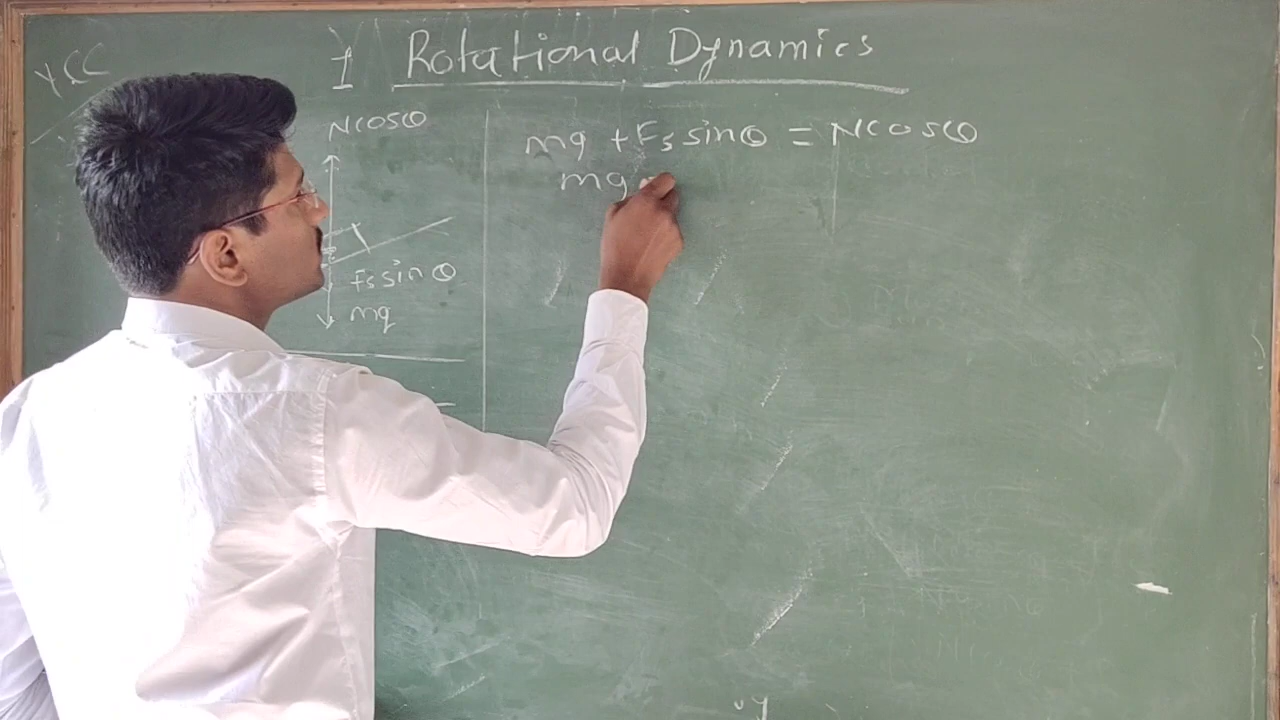 1 Rotational Dynamics
YCC
Ncosθ
mg + Fs sinθ = Ncosθ
mg
Fs sinθ
mg